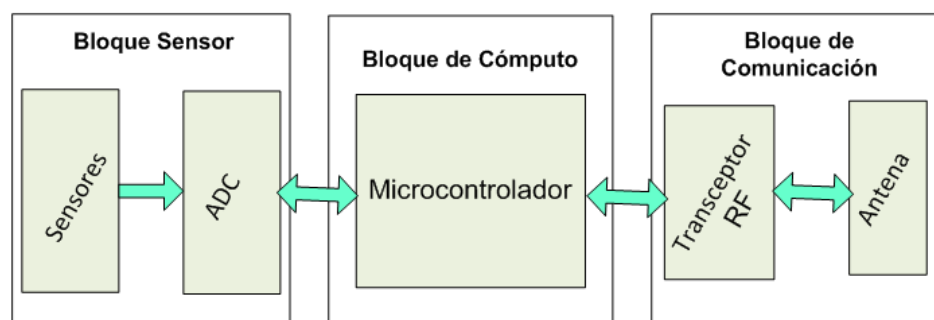 Bloque Sensor
Sensores
ADC
Bloque de Cómputo
Microcontrolador
Bloque de
Comunicación
Transceptor
RF
Antena